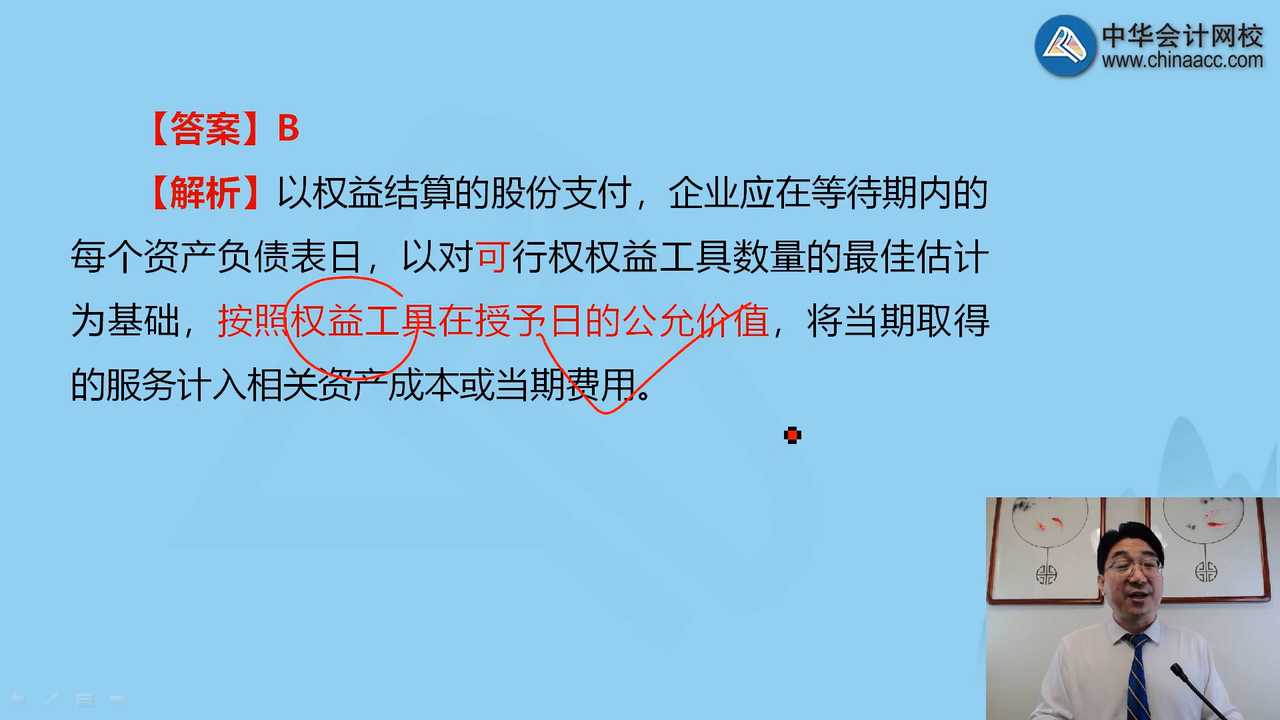 中华会计网校
www.chinaacc.com
【答案】B
【解析】以权益结算的股份支付，企业应在等待期内的
每个资产负债表日，以对可行权权益工具数量的最佳估计
为基础，按照权益工具在授予日的公允价值，将当期取得
的服务计入相关资产成本或当期费用。